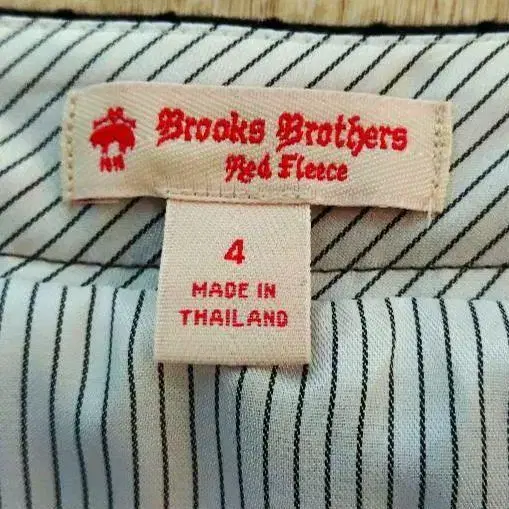 Brooks Brothers
Red Fleece
4
MADE IN
THAILAND